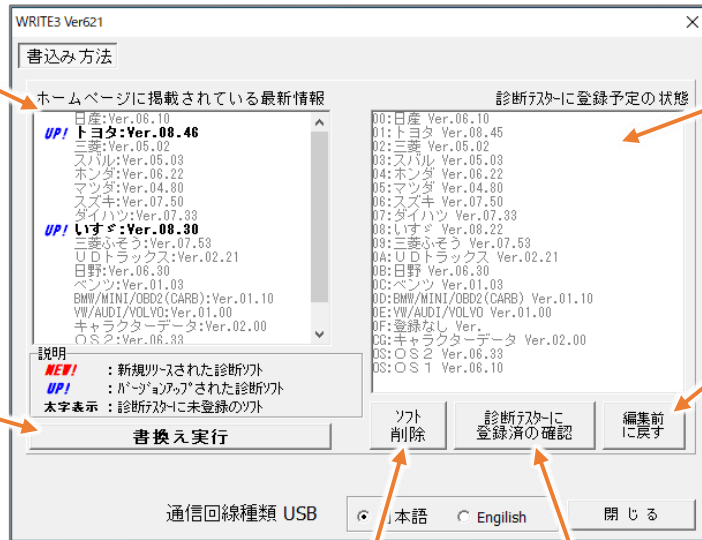 WRITE3 Ver621
書込み方法
ホームページに掲載されている最新情報
日産:Ver.06.10
UP! トヨタ:Ver.08.46
三菱:Ver.05.02
スバル:Ver.05.03
ホンダ:Ver.06.22
マツダ:Ver.04.80
スズキ:Ver.07.50
ダイハツ:Ver.07.33
UP! いすゞ:Ver.08.30
三菱ふそう:Ver.07.53
UDトラックス:Ver.02.21
日野:Ver.06.30
ベンツ:Ver.01.03
BMW/MINI/OBD2(CARB):Ver.01.10
VW/AUDI/VOLVO:Ver.01.00
キャラクターデータ:Ver.02.00
OS2:Ver.06.33
説明
NEW! :新規リリースされた診断ソフト
UP! :バージョンアップされた診断ソフト
太字表示 :診断テスターに未登録のソフト
書換え実行
診断テスターに登録予定の状態
00:日産 Ver.06.10
01:トヨタ Ver.08.45
02:三菱 Ver.05.02
03:スバル Ver.05.03
04:ホンダ Ver.06.22
05:マツダ Ver.04.80
06:スズキ Ver.07.50
07:ダイハツ Ver.07.33
08:いすゞ Ver.08.22
09:三菱ふそう Ver.07.53
0A:UDトラックス Ver.02.21
0B:日野 Ver.06.30
0C:ベンツ Ver.01.03
0D:BMW/MINI/OBD2(CARB) Ver.01.10
0E:VW/AUDI/VOLVO Ver.01.00
0F:登録なし Ver.
CG:キャラクターデータ Ver.02.00
OS:OS2 Ver.06.33
OS:OS1 Ver.06.10
ソフト
削除
診断テスターに
登録済の確認
編集前
に戻す
通信回線種類 USB
本語
Engilish
閉じる